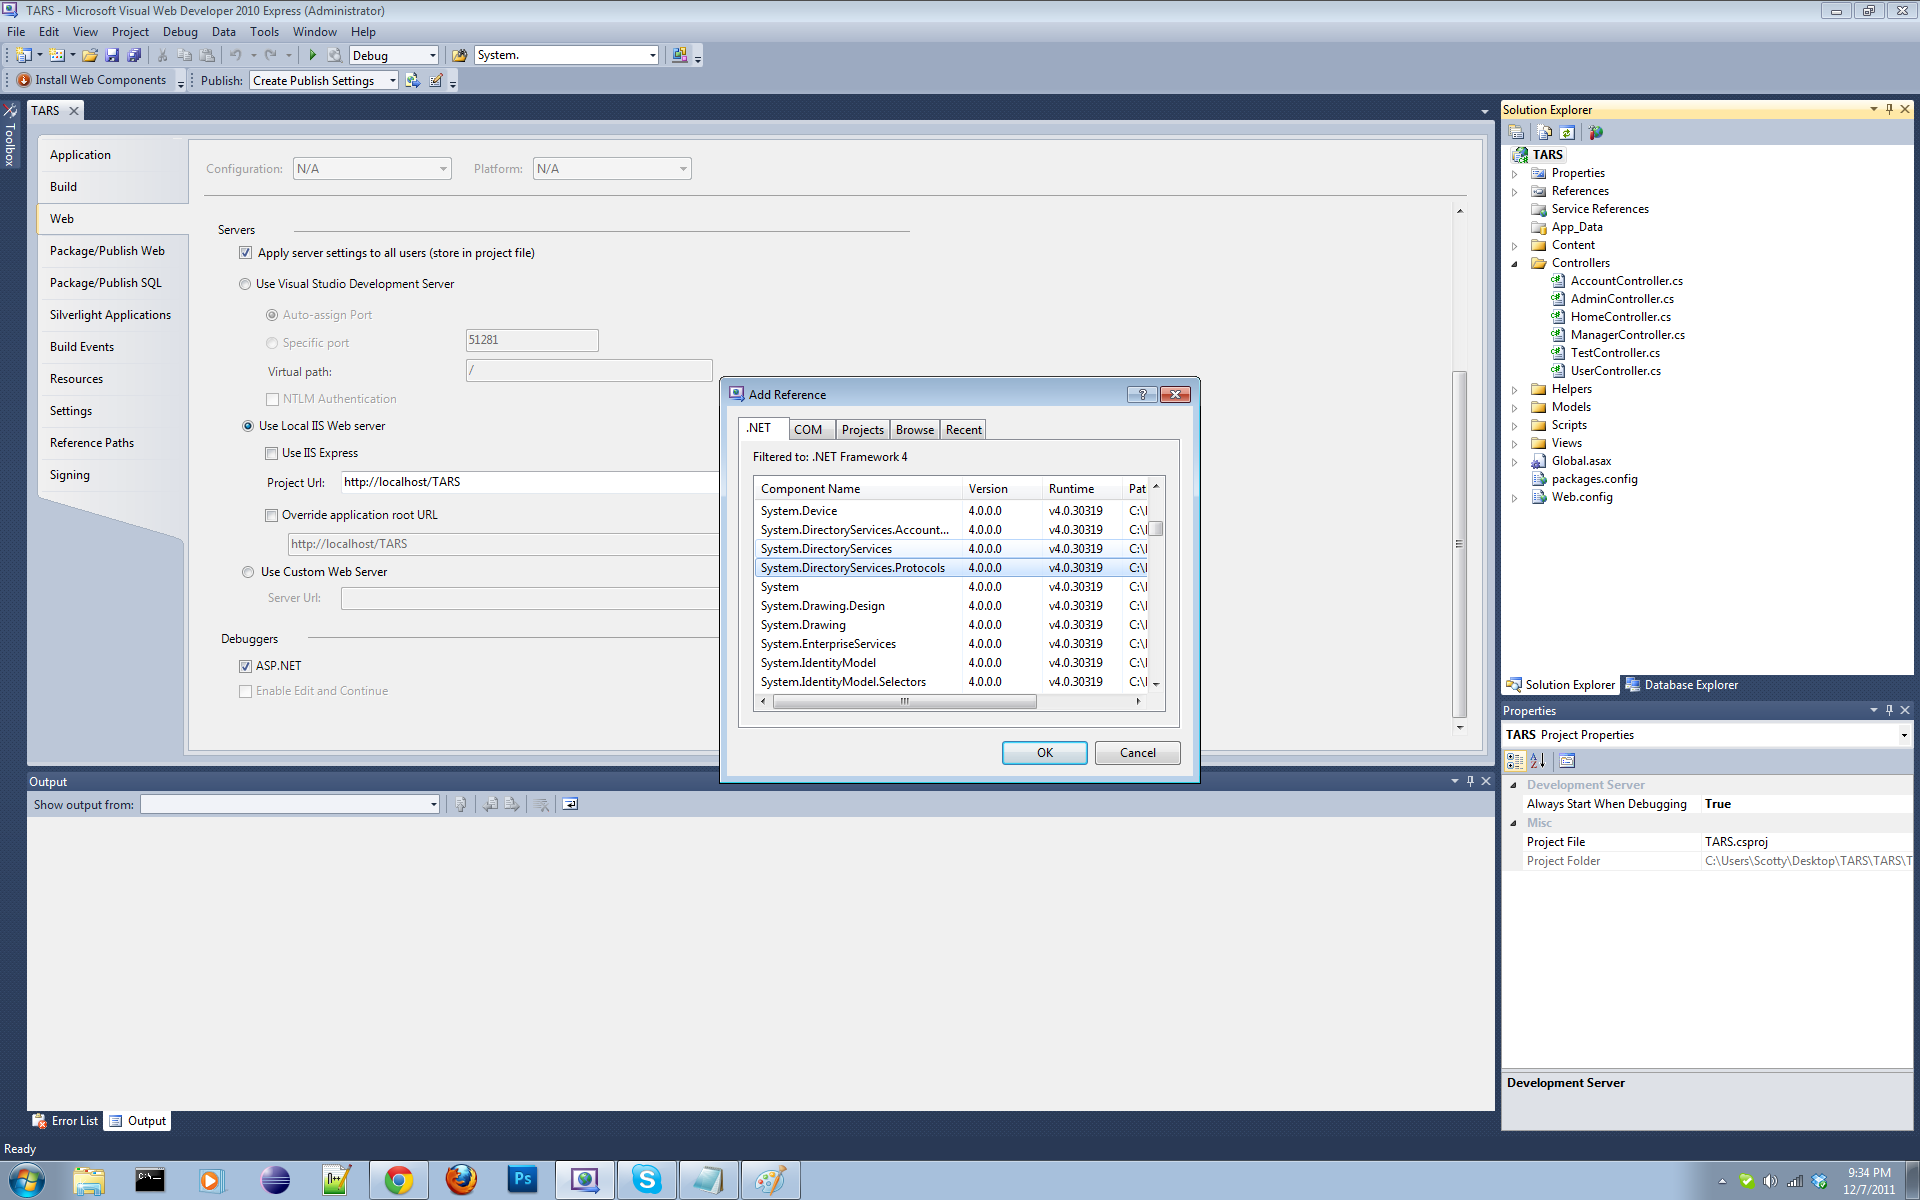 TARS - Microsoft Visual Web Developer 2010 Express (Administrator)
File Edit View Project Debug Data Tools Window Help
Debug System.
Install Web Components Publish: Create Publish Settings
Toolbox
TARS
Application
Build
Web
Package/Publish Web
Package/Publish SQL
Silverlight Applications
Build Events
Resources
Settings
Reference Paths
Signing
Configuration: N/A Platform: N/A
Servers
Apply server settings to all users (store in project file)
Use Visual Studio Development Server
Auto-assign Port
Specific port 51281
Virtual path: /
NTLM Authentication
Use Local IIS Web server
Use IIS Express
Project Url: http://localhost/TARS
Override application root URL
http://localhost/TARS
Use Custom Web Server
Server Url:
Debuggers
ASP.NET
Enable Edit and Continue
Add Reference
.NET COM Projects Browse Recent
Filtered to: .NET Framework 4
Component Name Version Runtime Pat
System.Device 4.0.0.0 v4.0.30319 C:\
System.DirectoryServices.Account... 4.0.0.0 v4.0.30319 C:\
System.DirectoryServices 4.0.0.0 v4.0.30319 C:\
System.DirectoryServices.Protocols 4.0.0.0 v4.0.30319 C:\
System 4.0.0.0 v4.0.30319 C:\
System.Drawing.Design 4.0.0.0 v4.0.30319 C:\
System.Drawing 4.0.0.0 v4.0.30319 C:\
System.EnterpriseServices 4.0.0.0 v4.0.30319 C:\
System.IdentityModel 4.0.0.0 v4.0.30319 C:\
System.IdentityModel.Selectors 4.0.0.0 v4.0.30319 C:\
OK Cancel
Solution Explorer
TARS
Properties
References
Service References
App_Data
Content
Controllers
AccountController.cs
AdminController.cs
HomeController.cs
ManagerController.cs
TestController.cs
UserController.cs
Helpers
Models
Scripts
Views
Global.asax
packages.config
Web.config
Solution Explorer Database Explorer
Properties
TARS Project Properties
Development Server
Always Start When Debugging True
Misc
Project File TARS.csproj
Project Folder C:\Users\Scotty\Desktop\TARS\TARS\T
Development Server
Output
Show output from:
Error List Output
Ready
Ps
9:34 PM
12/7/2011